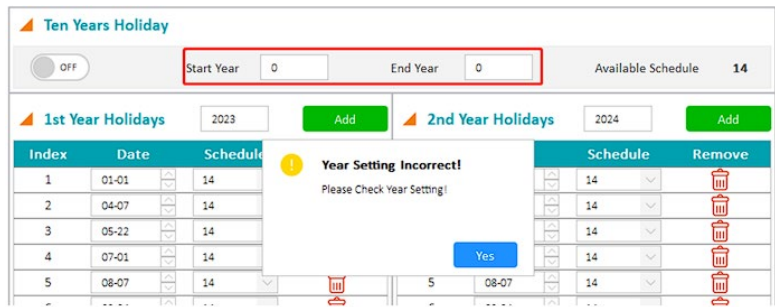 Ten Years Holiday
OFF Start Year 0 End Year 0 Available Schedule 14
1st Year Holidays 2023 Add 2nd Year Holidays 2024 Add
Index Date Schedule Schedule Remove
Year Setting Incorrect!
Please Check Year Setting!
Yes
1 01-01 14 14
2 04-07 14 14
3 05-22 14 14
4 07-01 14 14
5 08-07 14 5 08-07 14